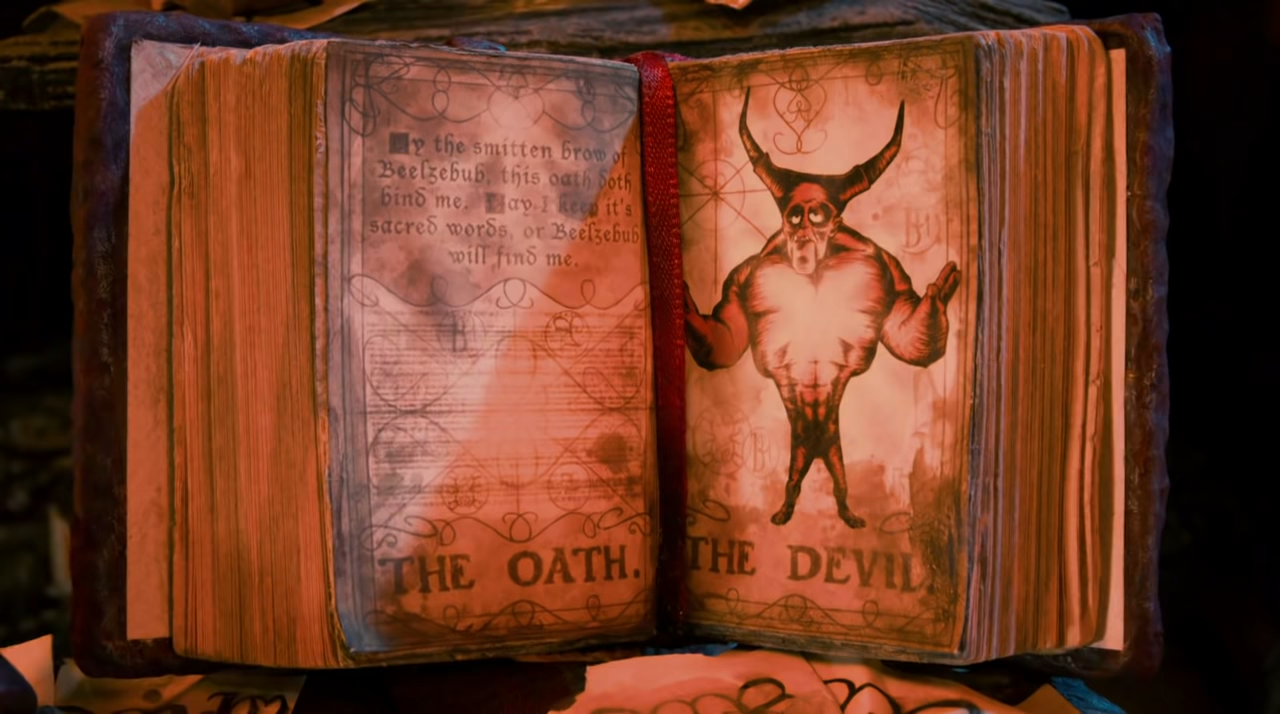 By the smitten brow of
Beelzebub, this oath doth
bind me. May I keep it's
sacred words, or Beelzebub
will find me.
THE OATH.
THE DEVIL.